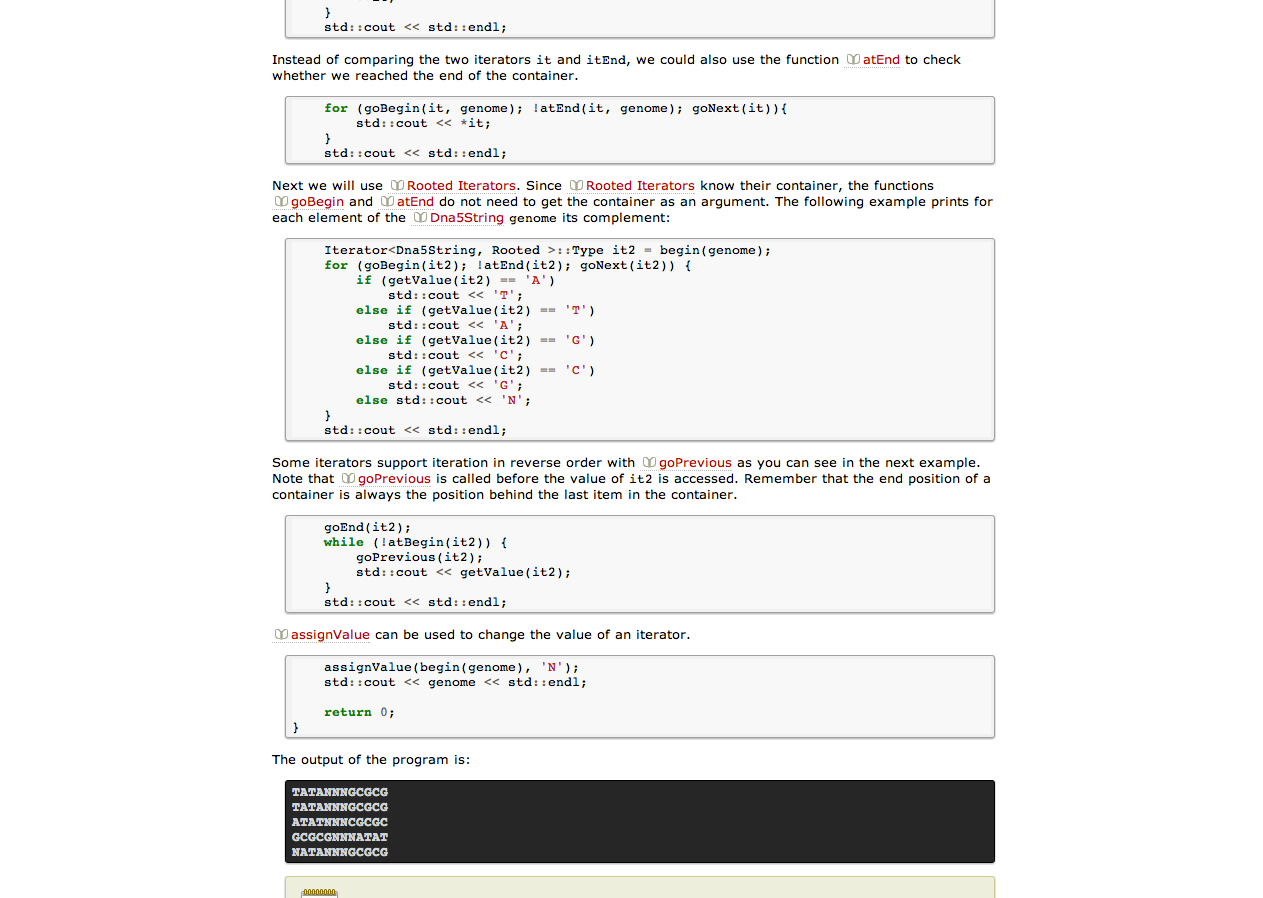 }
std::cout << std::endl;
Instead of comparing the two iterators it and itEnd, we could also use the function atEnd to check
whether we reached the end of the container.
for (goBegin(it, genome); !atEnd(it, genome); goNext(it)){
std::cout << *it;
}
std::cout << std::endl;
Next we will use Rooted Iterators. Since Rooted Iterators know their container, the functions
goBegin and atEnd do not need to get the container as an argument. The following example prints for
each element of the Dna5String genome its complement:
Iterator<Dna5String, Rooted >::Type it2 = begin(genome);
for (goBegin(it2); !atEnd(it2); goNext(it2)) {
if (getValue(it2) == 'A')
std::cout << 'T';
else if (getValue(it2) == 'T')
std::cout << 'A';
else if (getValue(it2) == 'G')
std::cout << 'C';
else if (getValue(it2) == 'C')
std::cout << 'G';
else std::cout << 'N';
}
std::cout << std::endl;
Some iterators support iteration in reverse order with goPrevious as you can see in the next example.
Note that goPrevious is called before the value of it2 is accessed. Remember that the end position of a
container is always the position behind the last item in the container.
goEnd(it2);
while (!atBegin(it2)) {
goPrevious(it2);
std::cout << getValue(it2);
}
std::cout << std::endl;
assignValue can be used to change the value of an iterator.
assignValue(begin(genome), 'N');
std::cout << genome << std::endl;
return 0;
}
The output of the program is:
TATANNNGCGCG
TATANNNGCGCG
ATATNNNCGCGC
GCGCGNNNATAT
NATANNNGCGCG